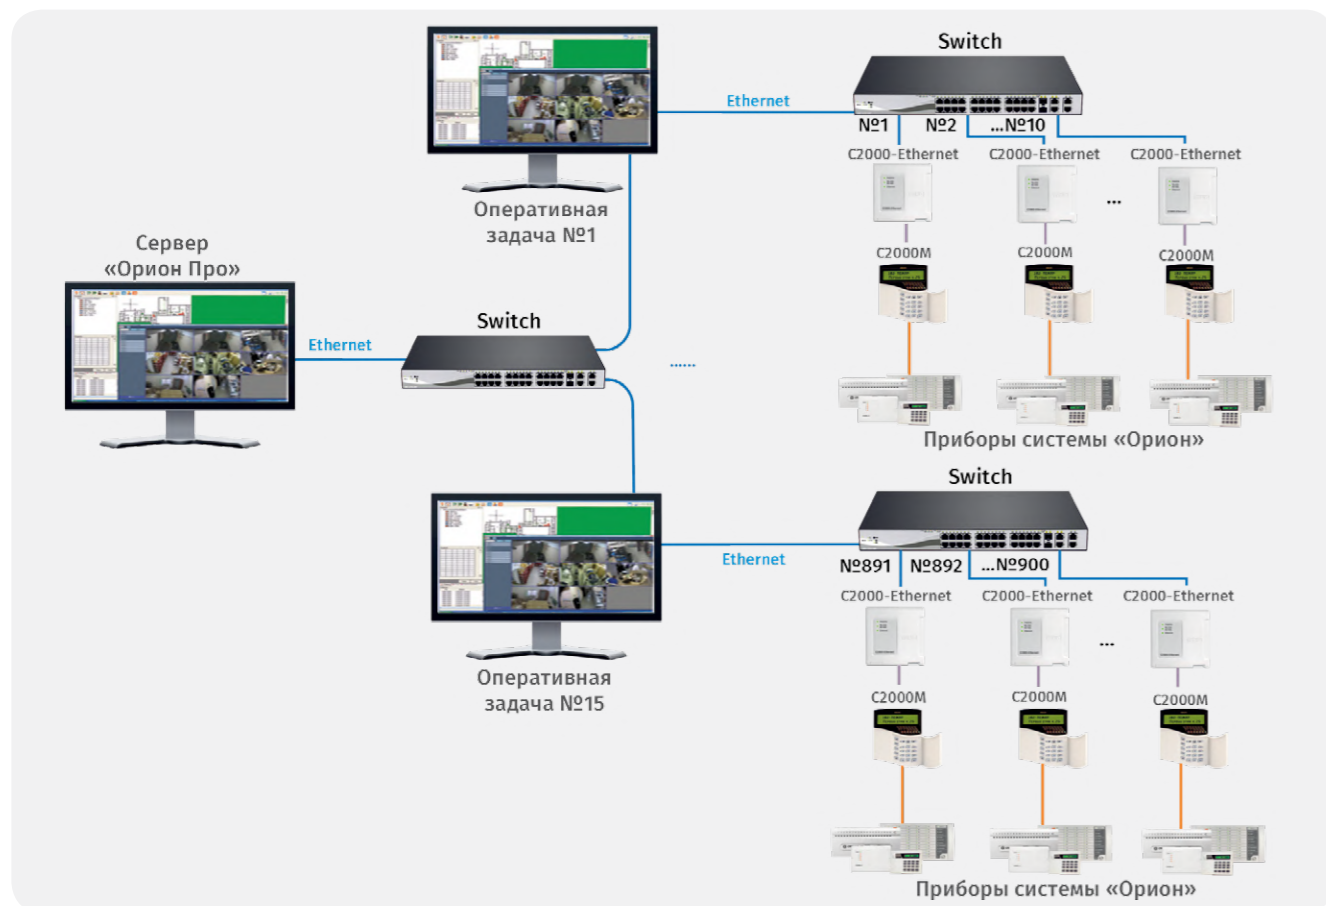 Switch
Ethernet
№1
№2
...№10
C2000-Ethernet
C2000-Ethernet
C2000-Ethernet
...
Оперативная
задача №1
C2000M
C2000M
C2000M
Сервер
«Орион Про»
Switch
Ethernet
......
Приборы системы «Орион»
Switch
Ethernet
№891
№892
...№900
C2000-Ethernet
C2000-Ethernet
C2000-Ethernet
...
Оперативная
задача №15
C2000M
C2000M
C2000M
Приборы системы «Орион»